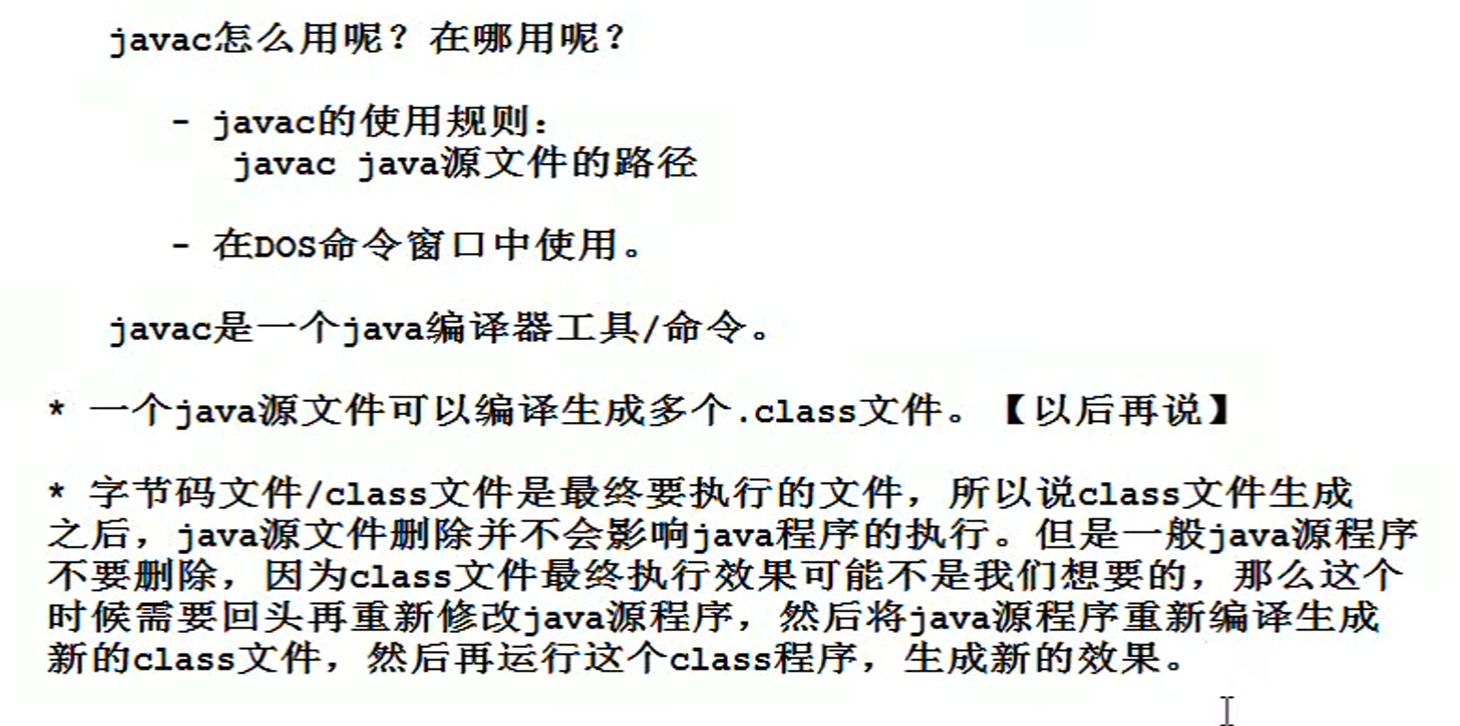 javac怎么用呢？在哪用呢？
- javac的使用规则：
javac java源文件的路径
- 在DOS命令窗口中使用。
javac是一个java编译器工具/命令。
* 一个java源文件可以编译生成多个.class文件。【以后再说】
* 字节码文件/class文件是最终要执行的文件，所以说class文件生成
之后，java源文件删除并不会影响java程序的执行。但是一般java源程序
不要删除，因为class文件最终执行效果可能不是我们想要的，那么这个
时候需要回头再重新修改java源程序，然后将java源程序重新编译生成
新的class文件，然后再运行这个class程序，生成新的效果。